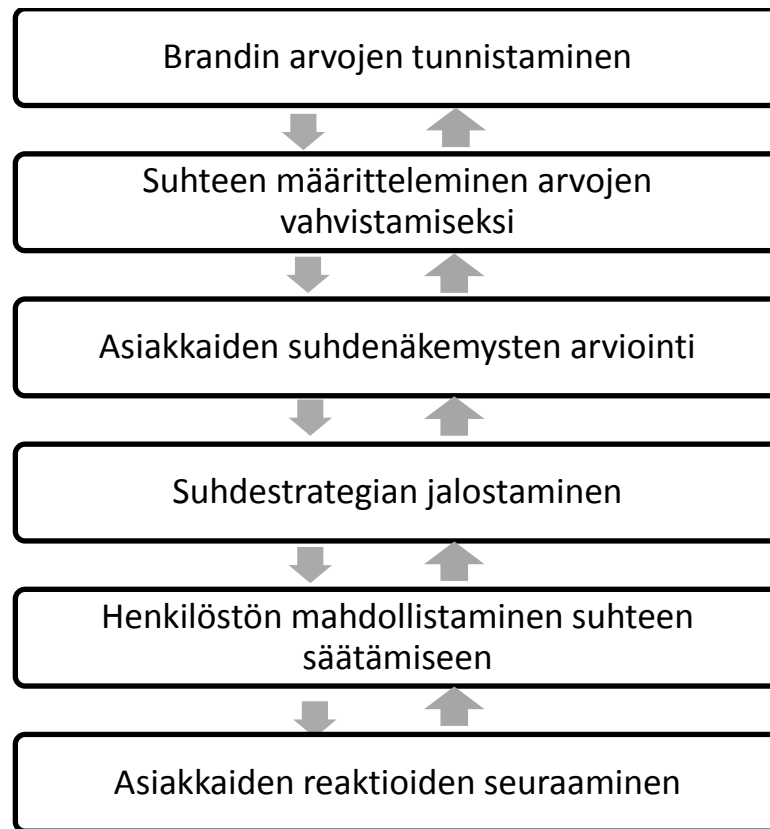 Brandin arvojen tunnistaminen
Suhteen määritteleminen arvojen
vahvistamiseksi
Asiakkaiden suhdenäkemysten arviointi
Suhdestrategian jalostaminen
Henkilöstön mahdollistaminen suhteen
säätämiseen
Asiakkaiden reaktioiden seuraaminen